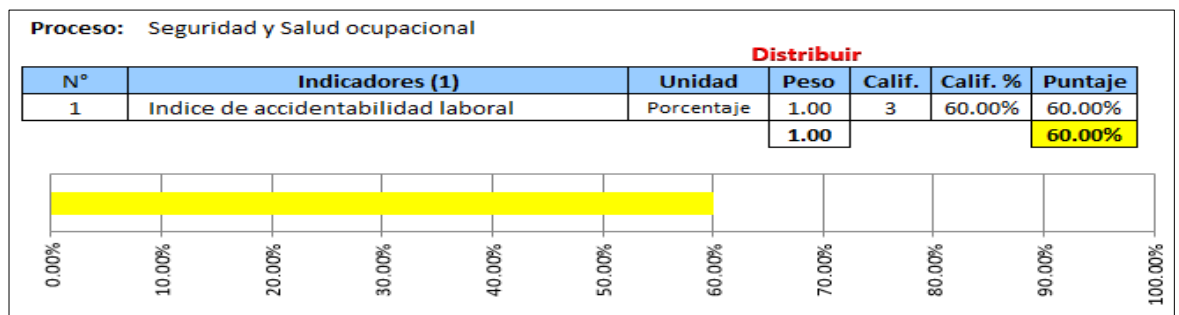 Proceso: Seguridad y Salud ocupacional
Distribuir
N° Indicadores (1) Unidad Peso Calif. Calif. % Puntaje
1 Indice de accidentabilidad laboral Porcentaje 1.00 3 60.00% 60.00%
1.00 60.00%
0.00% 10.00% 20.00% 30.00% 40.00% 50.00% 60.00% 70.00% 80.00% 90.00% 100.00%